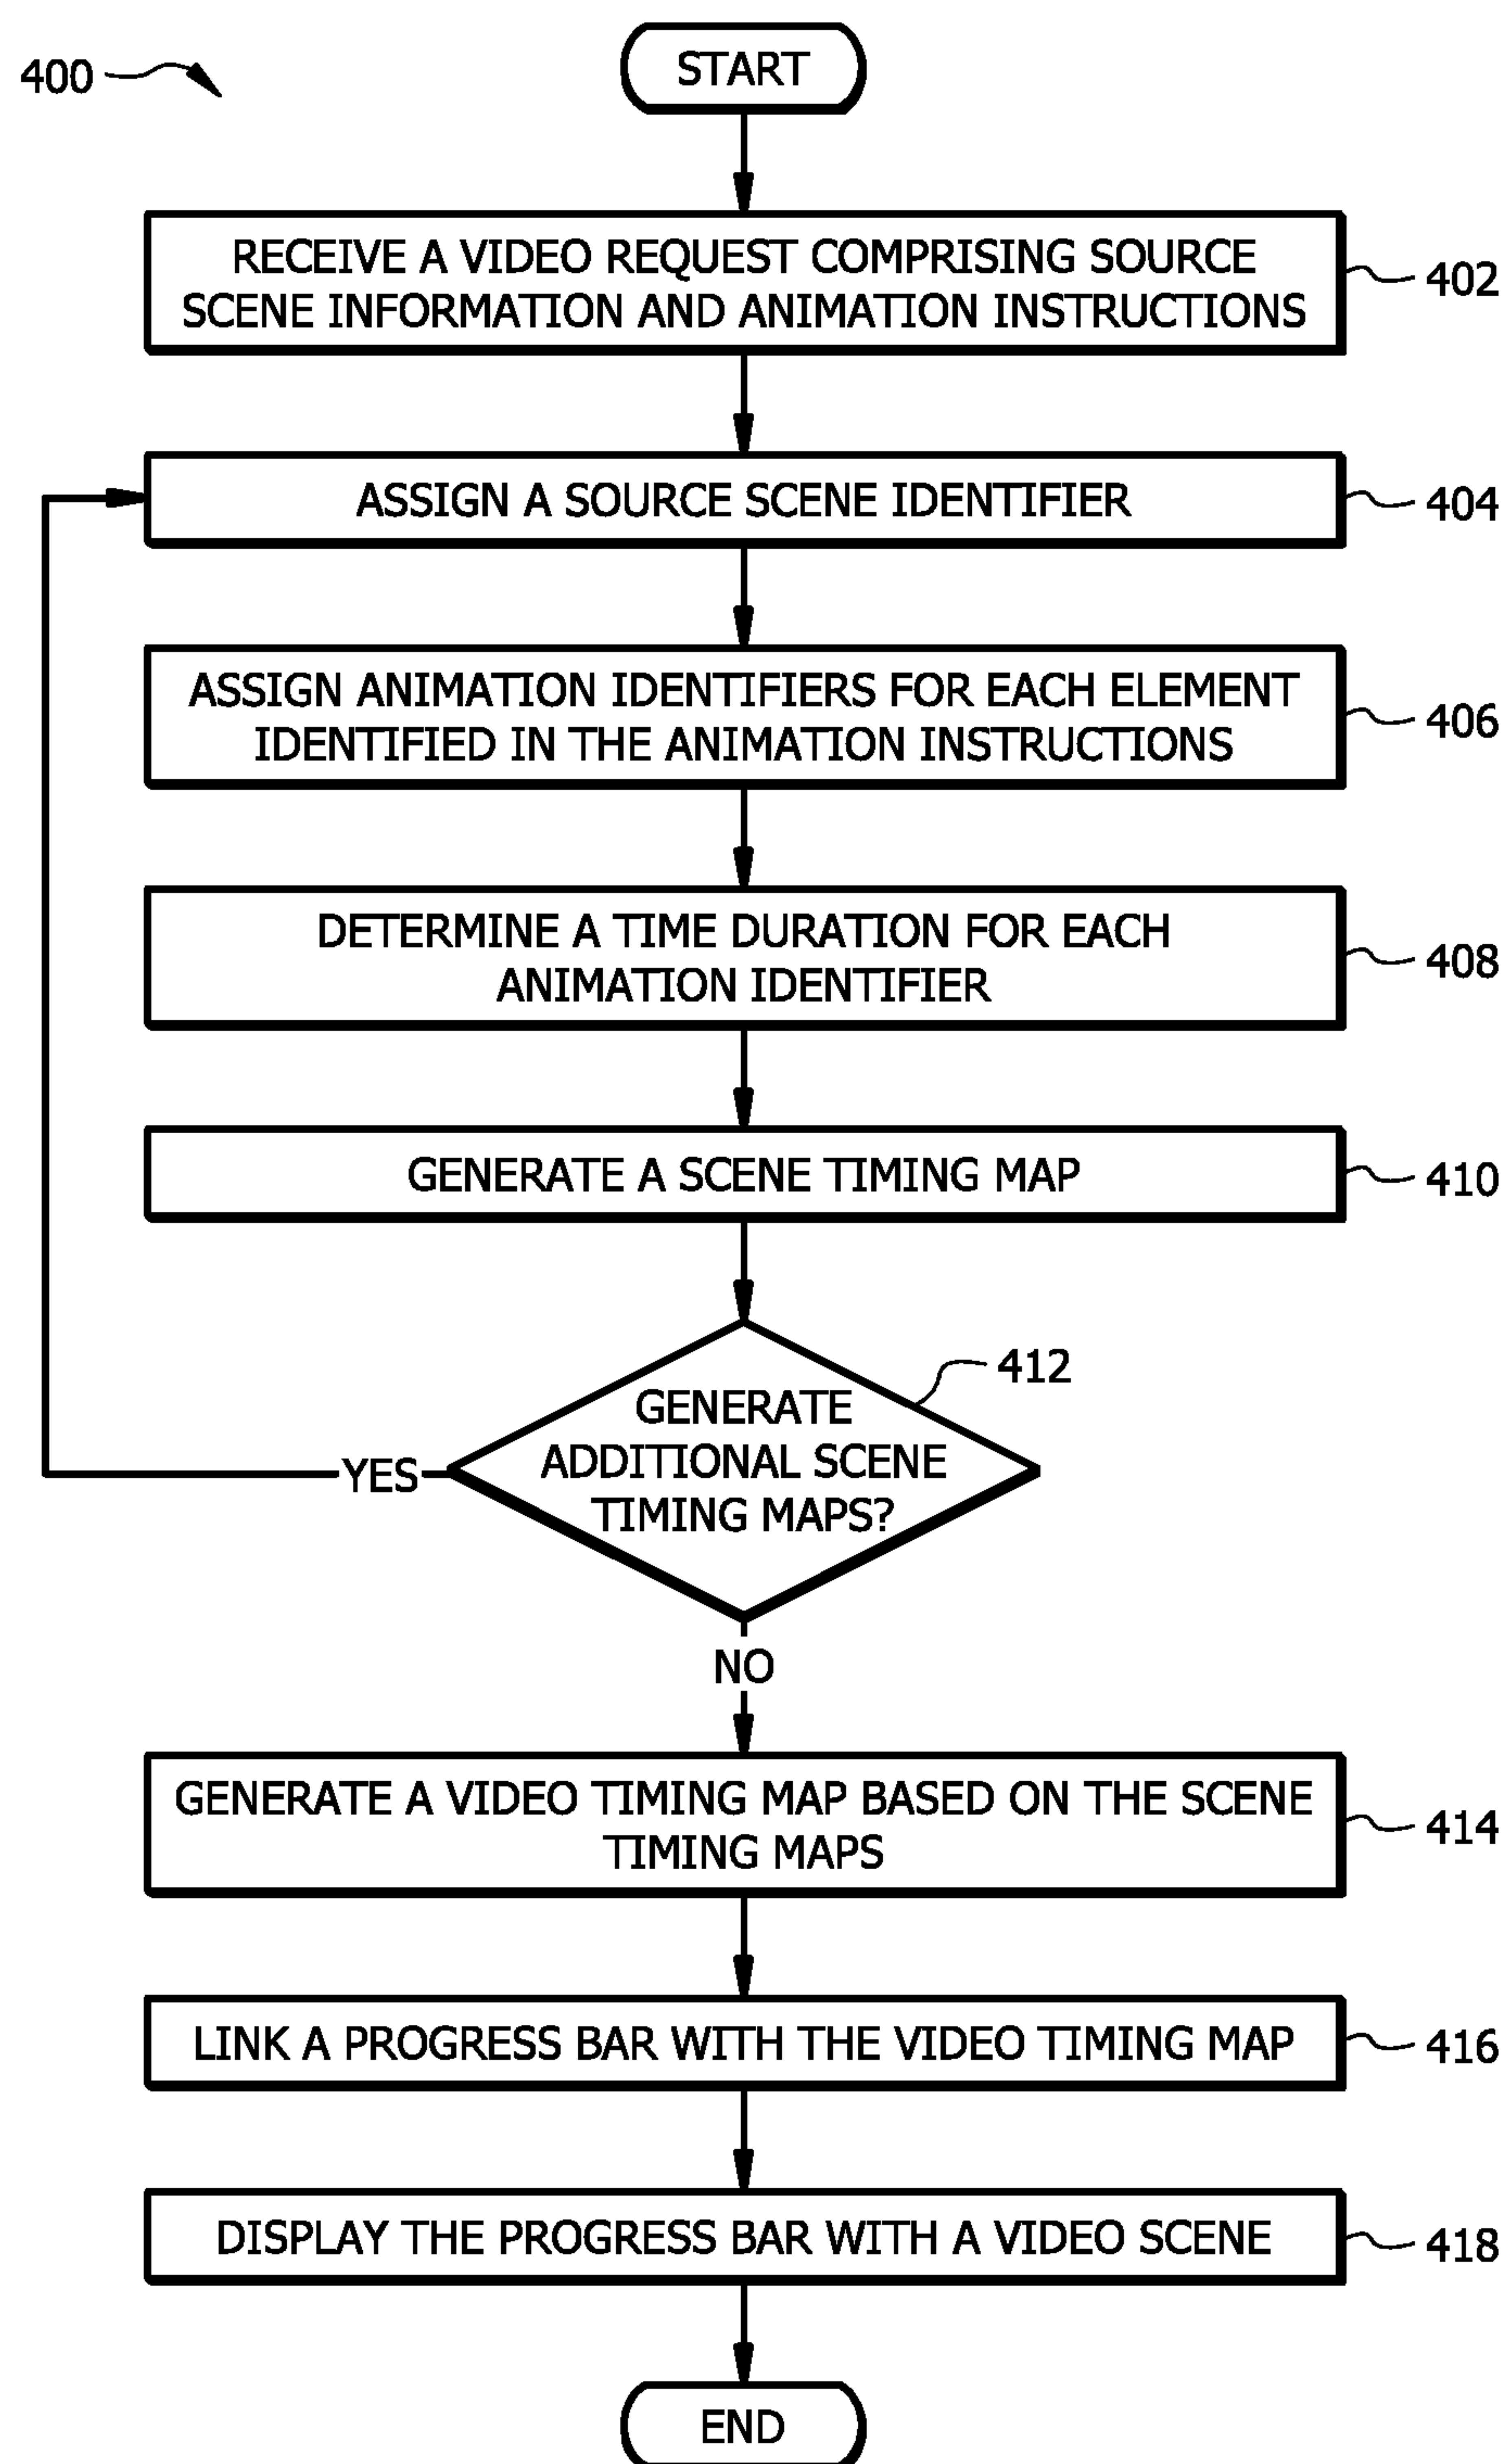 400
START
RECEIVE A VIDEO REQUEST COMPRISING SOURCE
SCENE INFORMATION AND ANIMATION INSTRUCTIONS
402
ASSIGN A SOURCE SCENE IDENTIFIER
404
ASSIGN ANIMATION IDENTIFIERS FOR EACH ELEMENT
IDENTIFIED IN THE ANIMATION INSTRUCTIONS
406
DETERMINE A TIME DURATION FOR EACH
ANIMATION IDENTIFIER
408
GENERATE A SCENE TIMING MAP
410
412
GENERATE
ADDITIONAL SCENE
TIMING MAPS?
YES
NO
GENERATE A VIDEO TIMING MAP BASED ON THE SCENE
TIMING MAPS
414
LINK A PROGRESS BAR WITH THE VIDEO TIMING MAP
416
DISPLAY THE PROGRESS BAR WITH A VIDEO SCENE
418
END